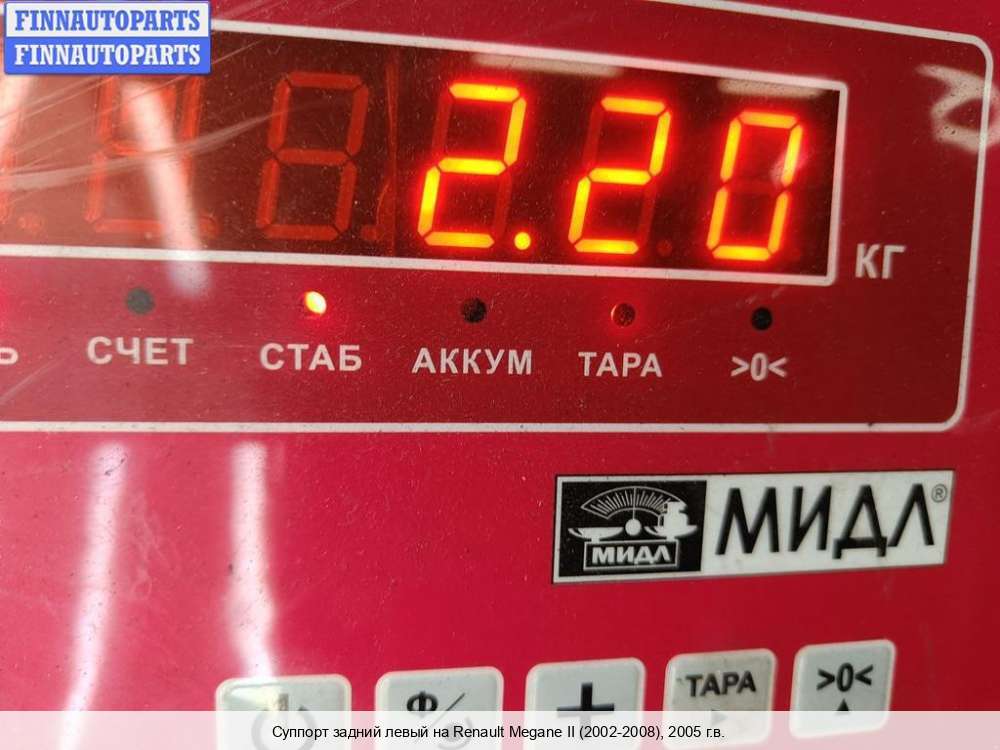 FINNAUTOPARTS
FINNAUTOPARTS
2.20
КГ
СЧЕТ
СТАБ
АККУМ
ТАРА
>0<
МИДЛ
МИДЛ®
Ф/
+
ТАРА
>0<
Суппорт задний левый на Renault Megane II (2002-2008), 2005 г.в.